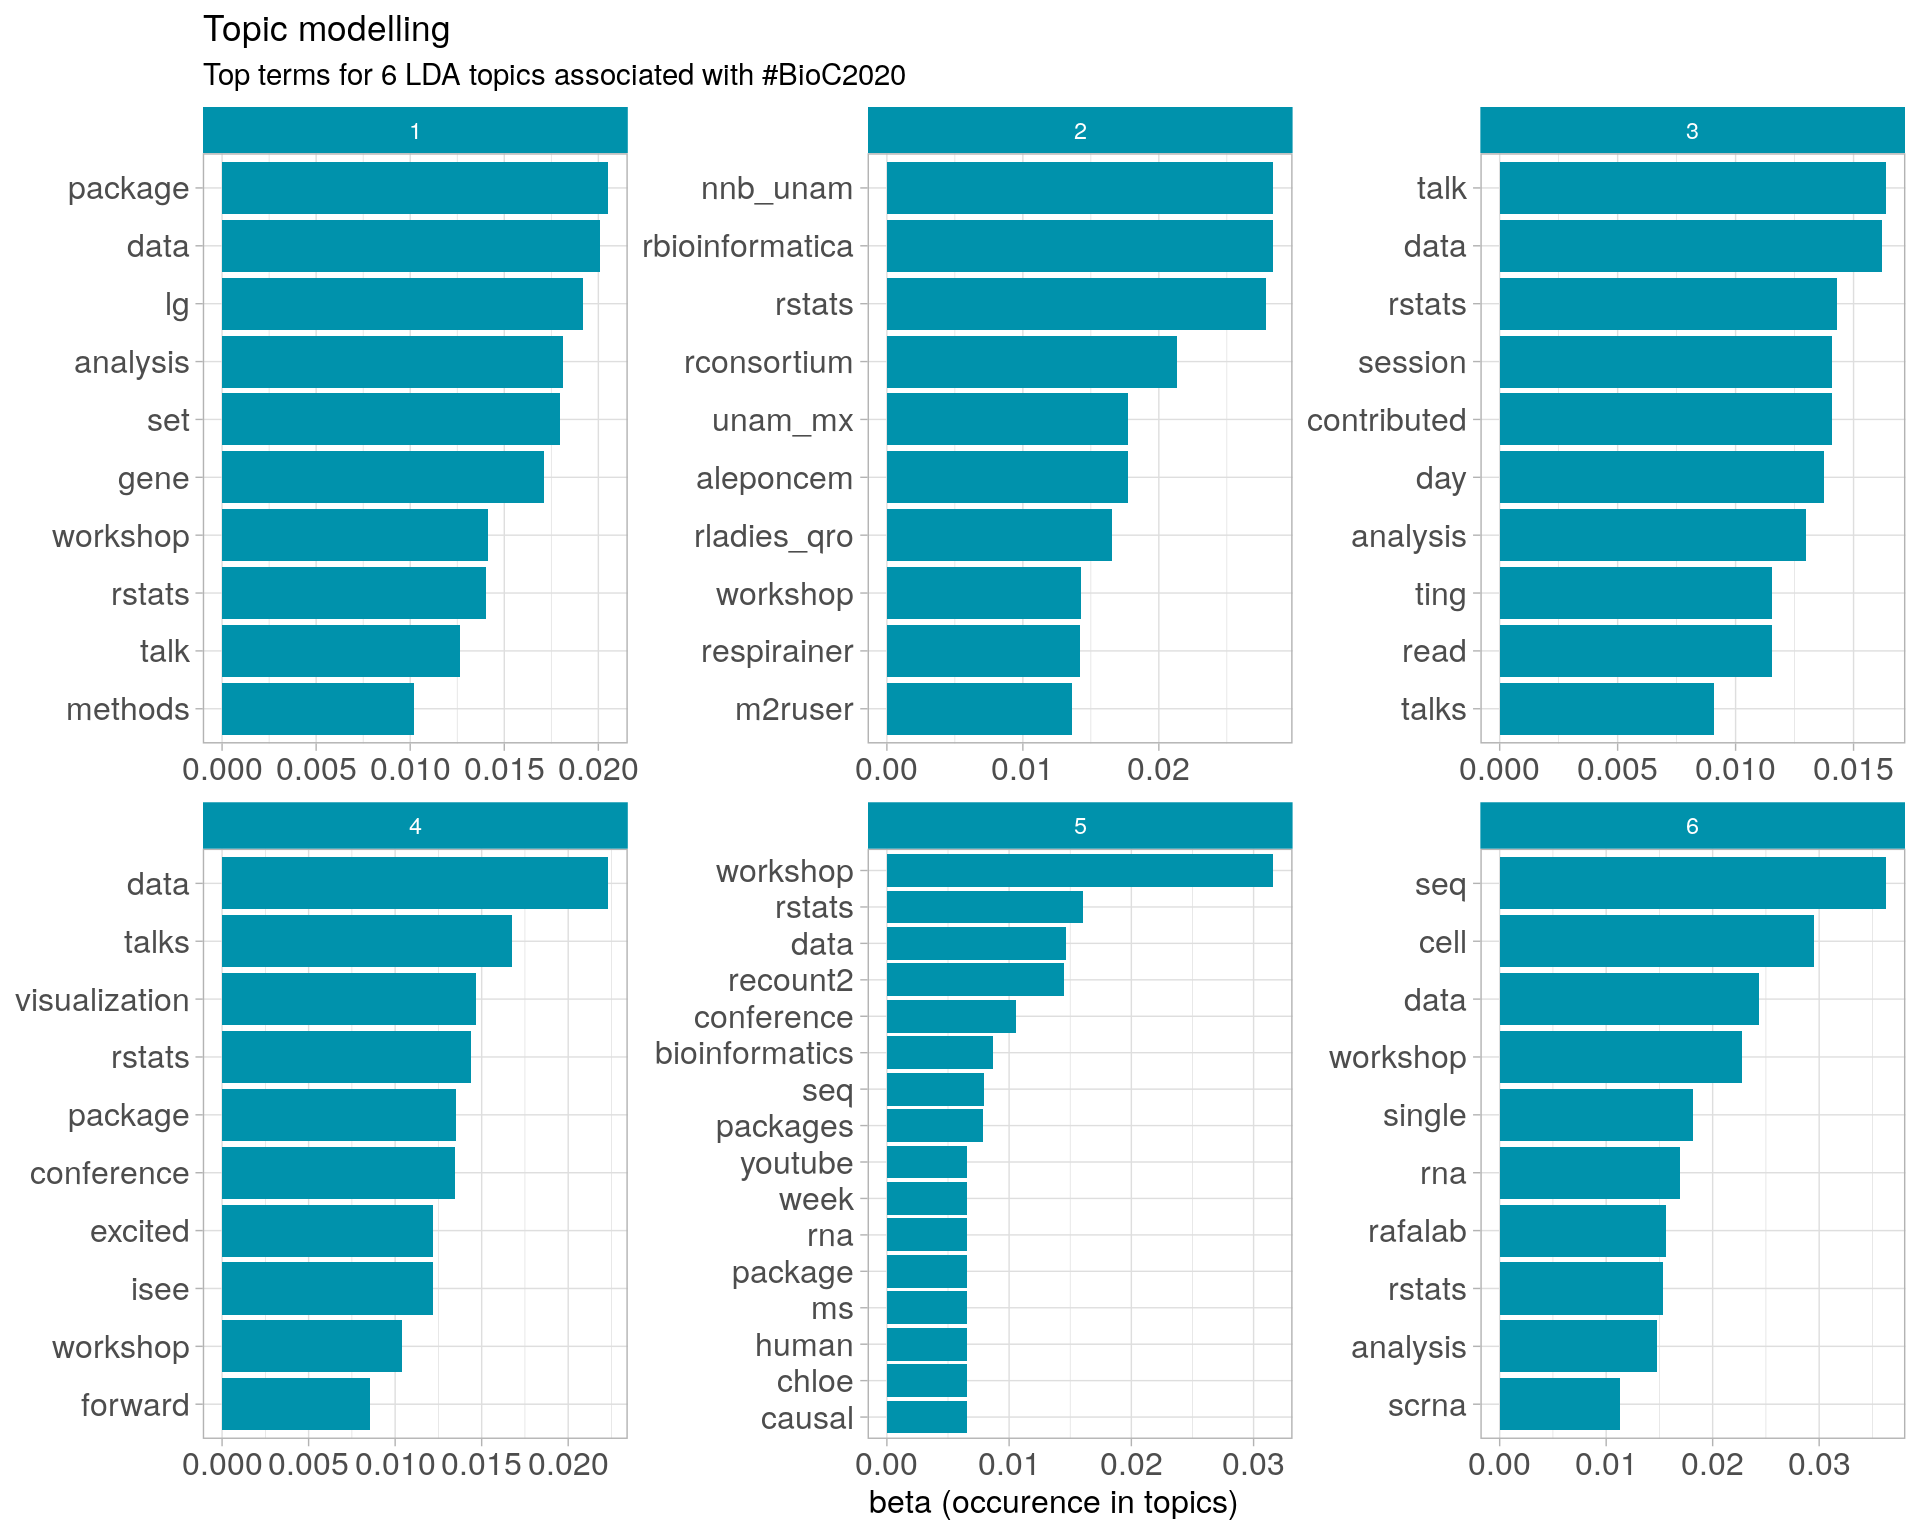 Topic modelling
Top terms for 6 LDA topics associated with #BioC2020
1
package
data
lg
analysis
set
gene
workshop
rstats
talk
methods
0.000 0.005 0.010 0.015 0.020
2
nnb_unam
rbioinformatica
rstats
rconsortium
unam_mx
aleponcem
rladies_qro
workshop
respirainer
m2ruser
0.00 0.01 0.02
3
talk
data
rstats
session
contributed
day
analysis
ting
read
talks
0.000 0.005 0.010 0.015
4
data
talks
visualization
rstats
package
conference
excited
isee
workshop
forward
0.000 0.005 0.010 0.015 0.020
5
workshop
rstats
data
recount2
conference
bioinformatics
seq
packages
youtube
week
rna
package
ms
human
chloe
causal
0.00 0.01 0.02 0.03
6
seq
cell
data
workshop
single
rna
rafalab
rstats
analysis
scrna
0.00 0.01 0.02 0.03
beta (occurence in topics)